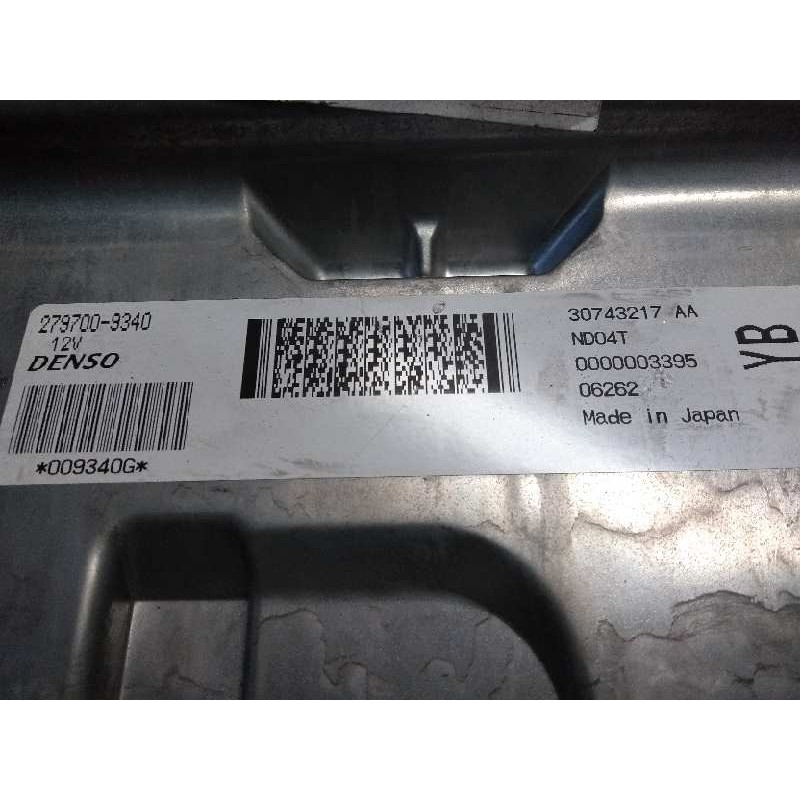 279700-9340
12V
DENSO
*009340G*
30743217 AA
ND04T
0000003395
06262
Made in Japan
YB